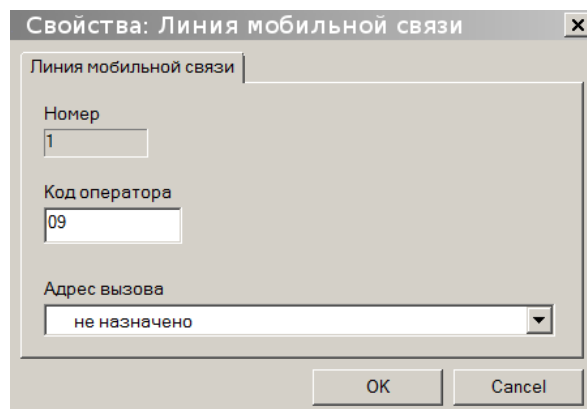 Свойства: Линия мобильной связи
Линия мобильной связи
Номер
1
Код оператора
09
Адрес вызова
не назначено
OK Cancel